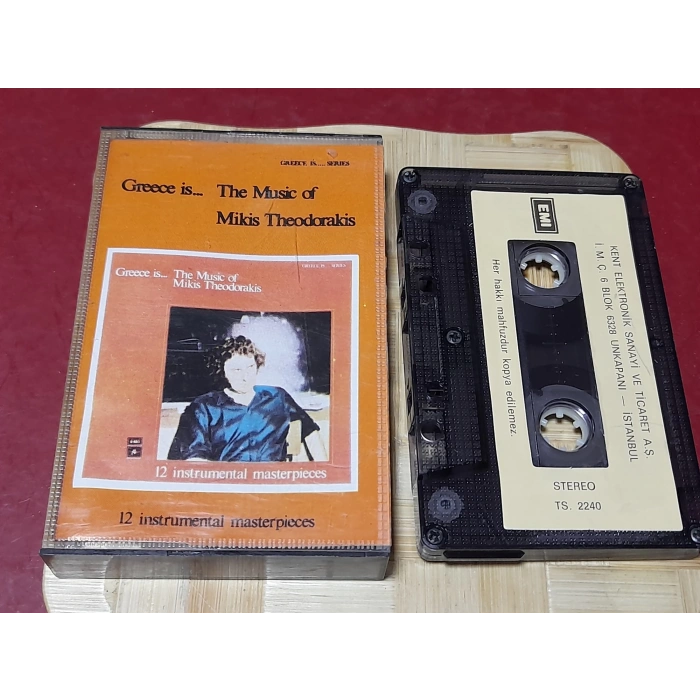 GREECE IS.... SERIES
Greece is... The Music of
Mikis Theodorakis
GREECE IS ... SERIES
Greece is... The Music of
Mikis Theodorakis
12 instrumental masterpieces
12 instrumental masterpieces
EMI
KENT ELEKTRONİK SANAYİ VE TİCARET A.Ş.
İ.M.Ç. 6 BLOK 6328 UNKAPANI — İSTANBUL
Her hakkı mahfuzdur kopya edilemez.
STEREO
TS. 2240